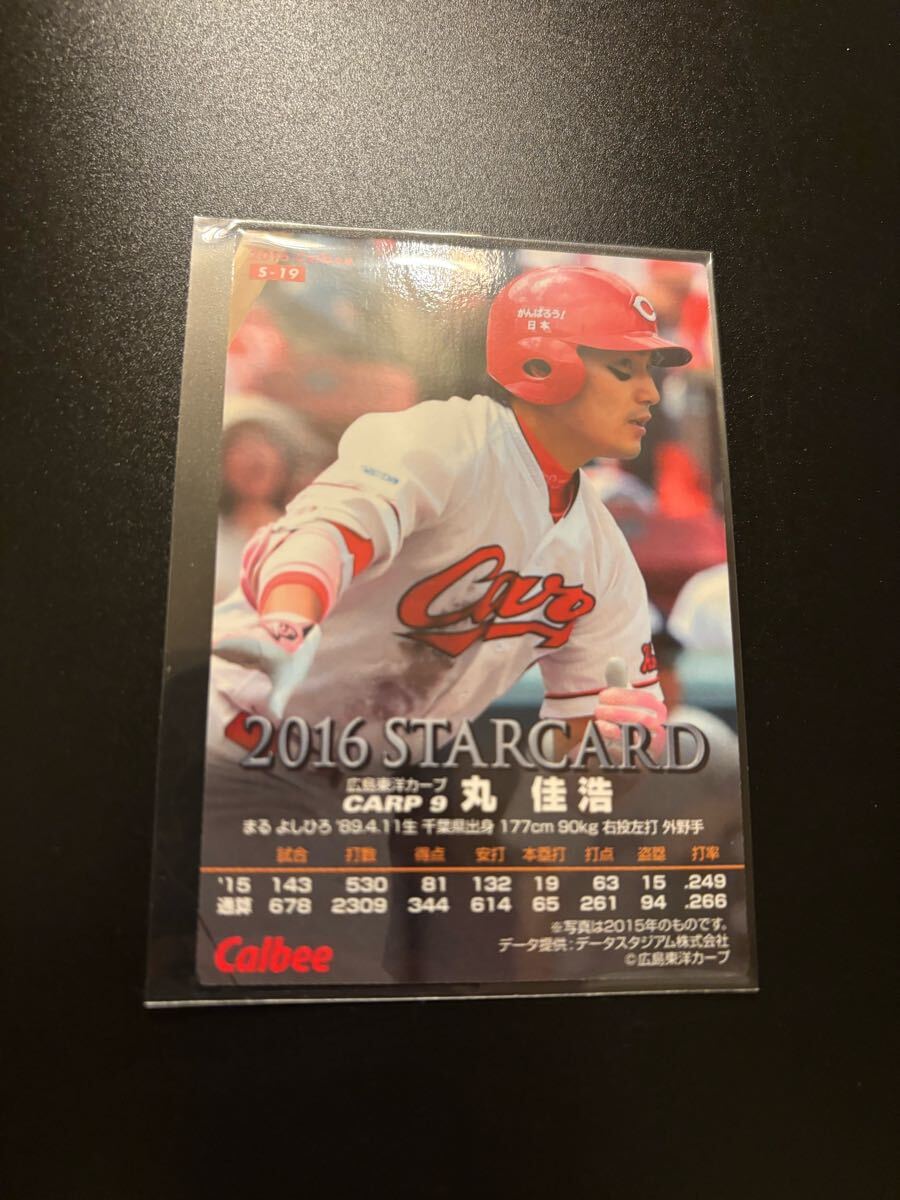 S-19
C
がんばろう!
日本
Carp
2016 STARCARD
広島東洋カープ
CARP 9 丸 佳浩
まる よしひろ '89.4.11生 千葉県出身 177cm 90kg 右投左打 外野手
試合 打数 得点 安打 本塁打 打点 盗塁 打率
'15 143 530 81 132 19 63 15 .249
通算 678 2309 344 614 65 261 94 .266
※写真は2015年のものです。
データ提供:データスタジアム株式会社
Calbee ©広島東洋カープ